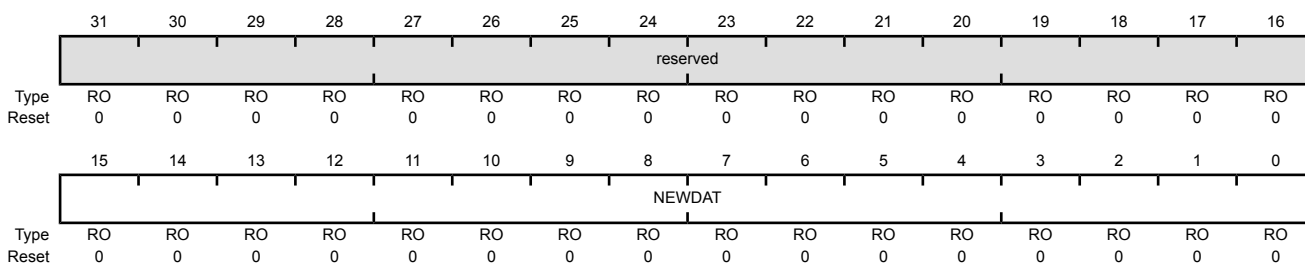 31 30 29 28 27 26 25 24 23 22 21 20 19 18 17 16
reserved
Type RO RO RO RO RO RO RO RO RO RO RO RO RO RO RO RO
Reset 0 0 0 0 0 0 0 0 0 0 0 0 0 0 0 0
15 14 13 12 11 10 9 8 7 6 5 4 3 2 1 0
NEWDAT
Type RO RO RO RO RO RO RO RO RO RO RO RO RO RO RO RO
Reset 0 0 0 0 0 0 0 0 0 0 0 0 0 0 0 0